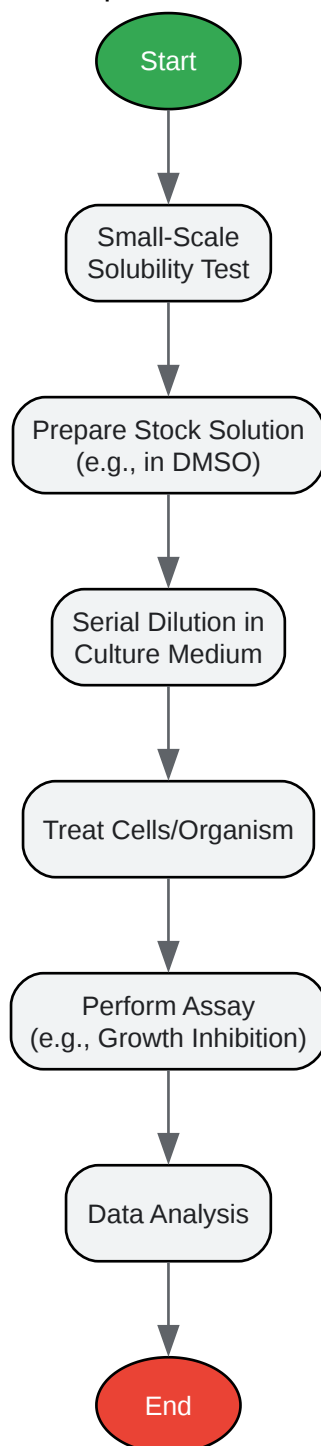 Start
Small-Scale
Solubility Test
Prepare Stock Solution
(e.g., in DMSO)
Serial Dilution in
Culture Medium
Treat Cells/Organism
Perform Assay
(e.g., Growth Inhibition)
Data Analysis
End